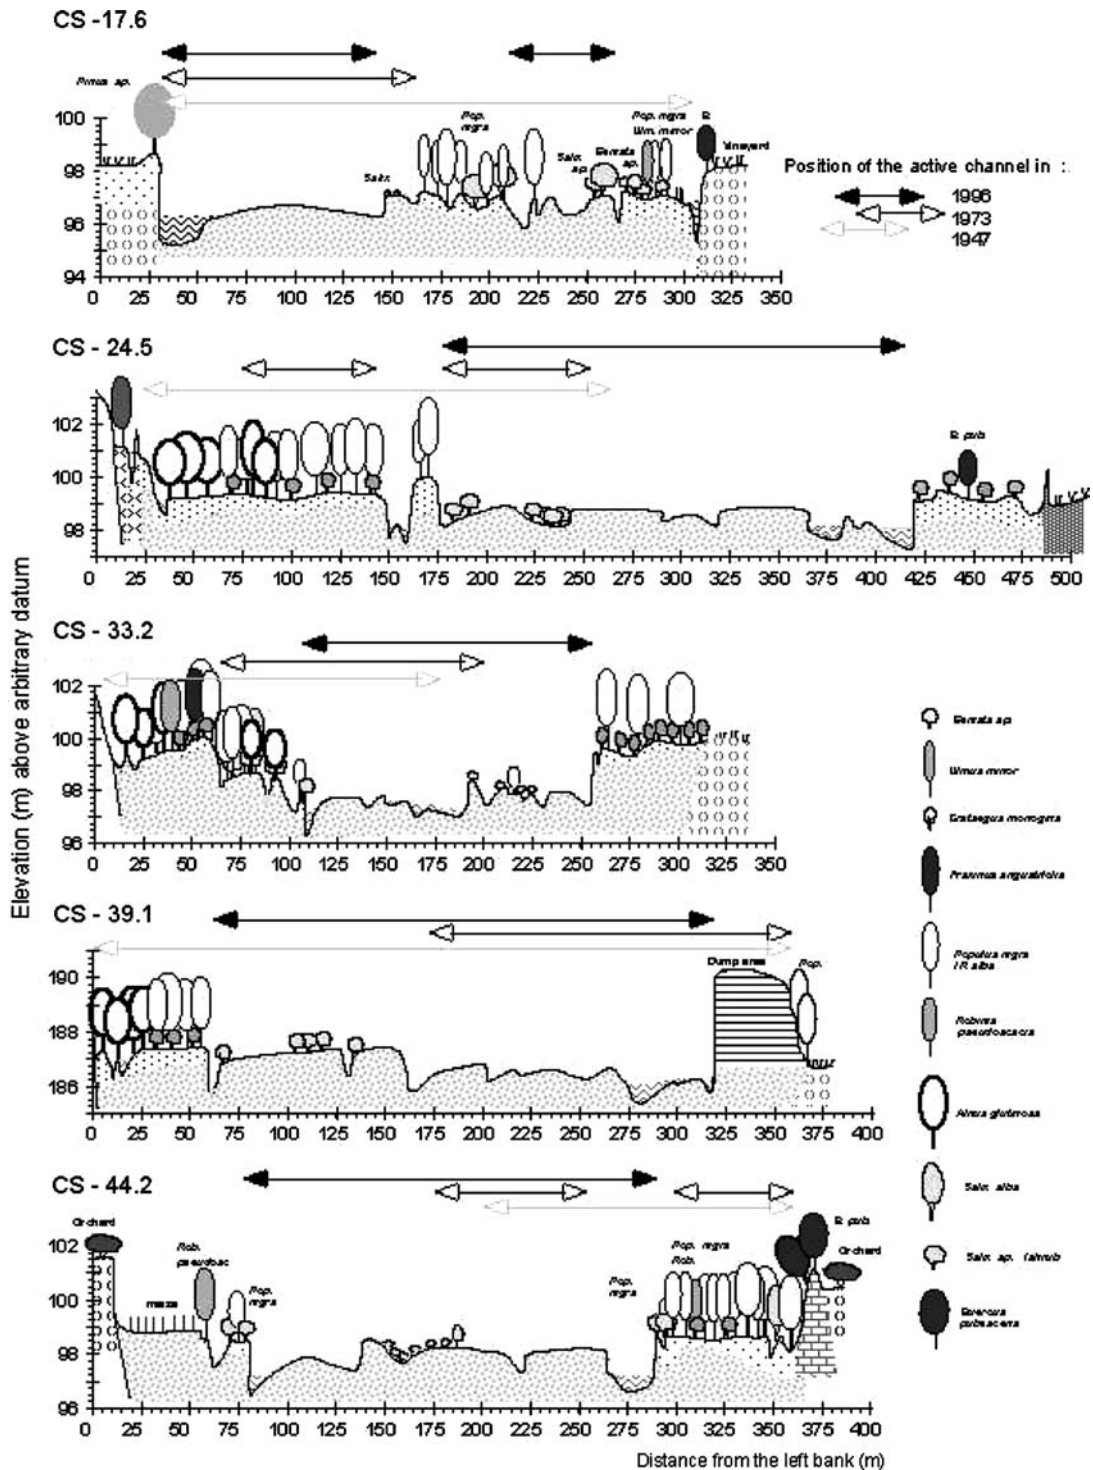 CS -17.6
Pinus sp.
100
98
96
94
Salix
Pop.
nigra
Salix
sp.
Pop. nigra
Ulm. minor
Vineyard
0 25 50 75 100 125 150 175 200 225 250 275 300 325 350
Position of the active channel in :
1996
1973
1947
CS - 24.5
102
100
98
0 25 50 75 100 125 150 175 200 225 250 275 300 325 350 375 400 425 450 475 500
Elevation (m) above arbitrary datum
CS - 33.2
102
100
98
96
0 25 50 75 100 125 150 175 200 225 250 275 300 325 350
CS - 39.1
190
188
186
Dump area
Pop.
0 25 50 75 100 125 150 175 200 225 250 275 300 325 350 375 400
CS - 44.2
102
100
98
96
Orchard
maize
Rob.
pseudoac
Pop.
nigra
Pop.
nigra
Pop. nigra
Rob.
Orchard
0 25 50 75 100 125 150 175 200 225 250 275 300 325 350 375 400
Distance from the left bank (m)
Ulmus minor
Crataegus monogyna
Fraxinus angustifolia
Populus nigra
/ P. alba
Robinia
pseudoacacia
Alnus glutinosa
Salix alba